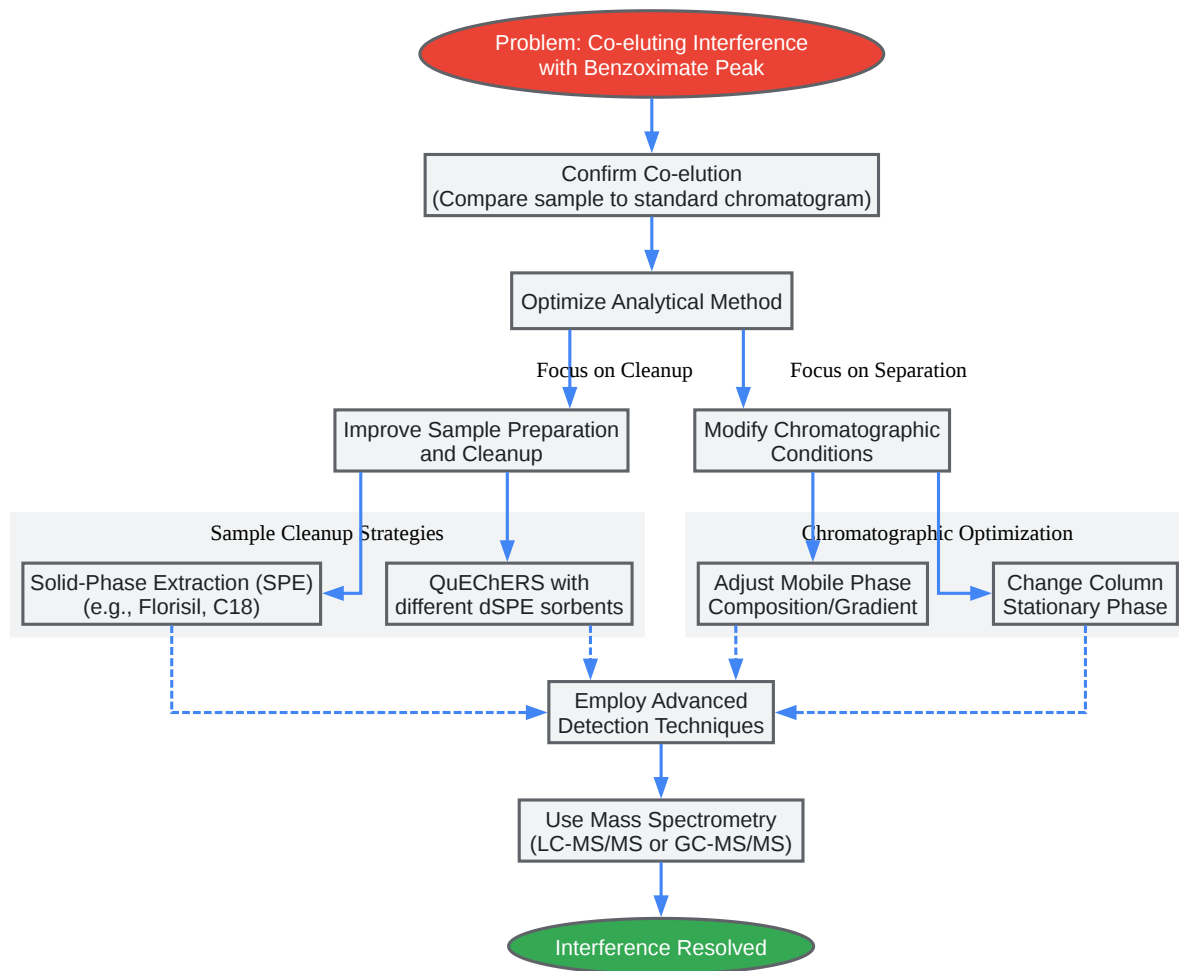 Problem: Co-eluting Interference
with Benzoximate Peak
Confirm Co-elution
(Compare sample to standard chromatogram)
Optimize Analytical Method
Focus on Cleanup
Focus on Separation
Improve Sample Preparation
and Cleanup
Modify Chromatographic
Conditions
Sample Cleanup Strategies
Chromatographic Optimization
Solid-Phase Extraction (SPE)
(e.g., Florisil, C18)
QuEChERS with
different dSPE sorbents
Adjust Mobile Phase
Composition/Gradient
Change Column
Stationary Phase
Employ Advanced
Detection Techniques
Use Mass Spectrometry
(LC-MS/MS or GC-MS/MS)
Interference Resolved